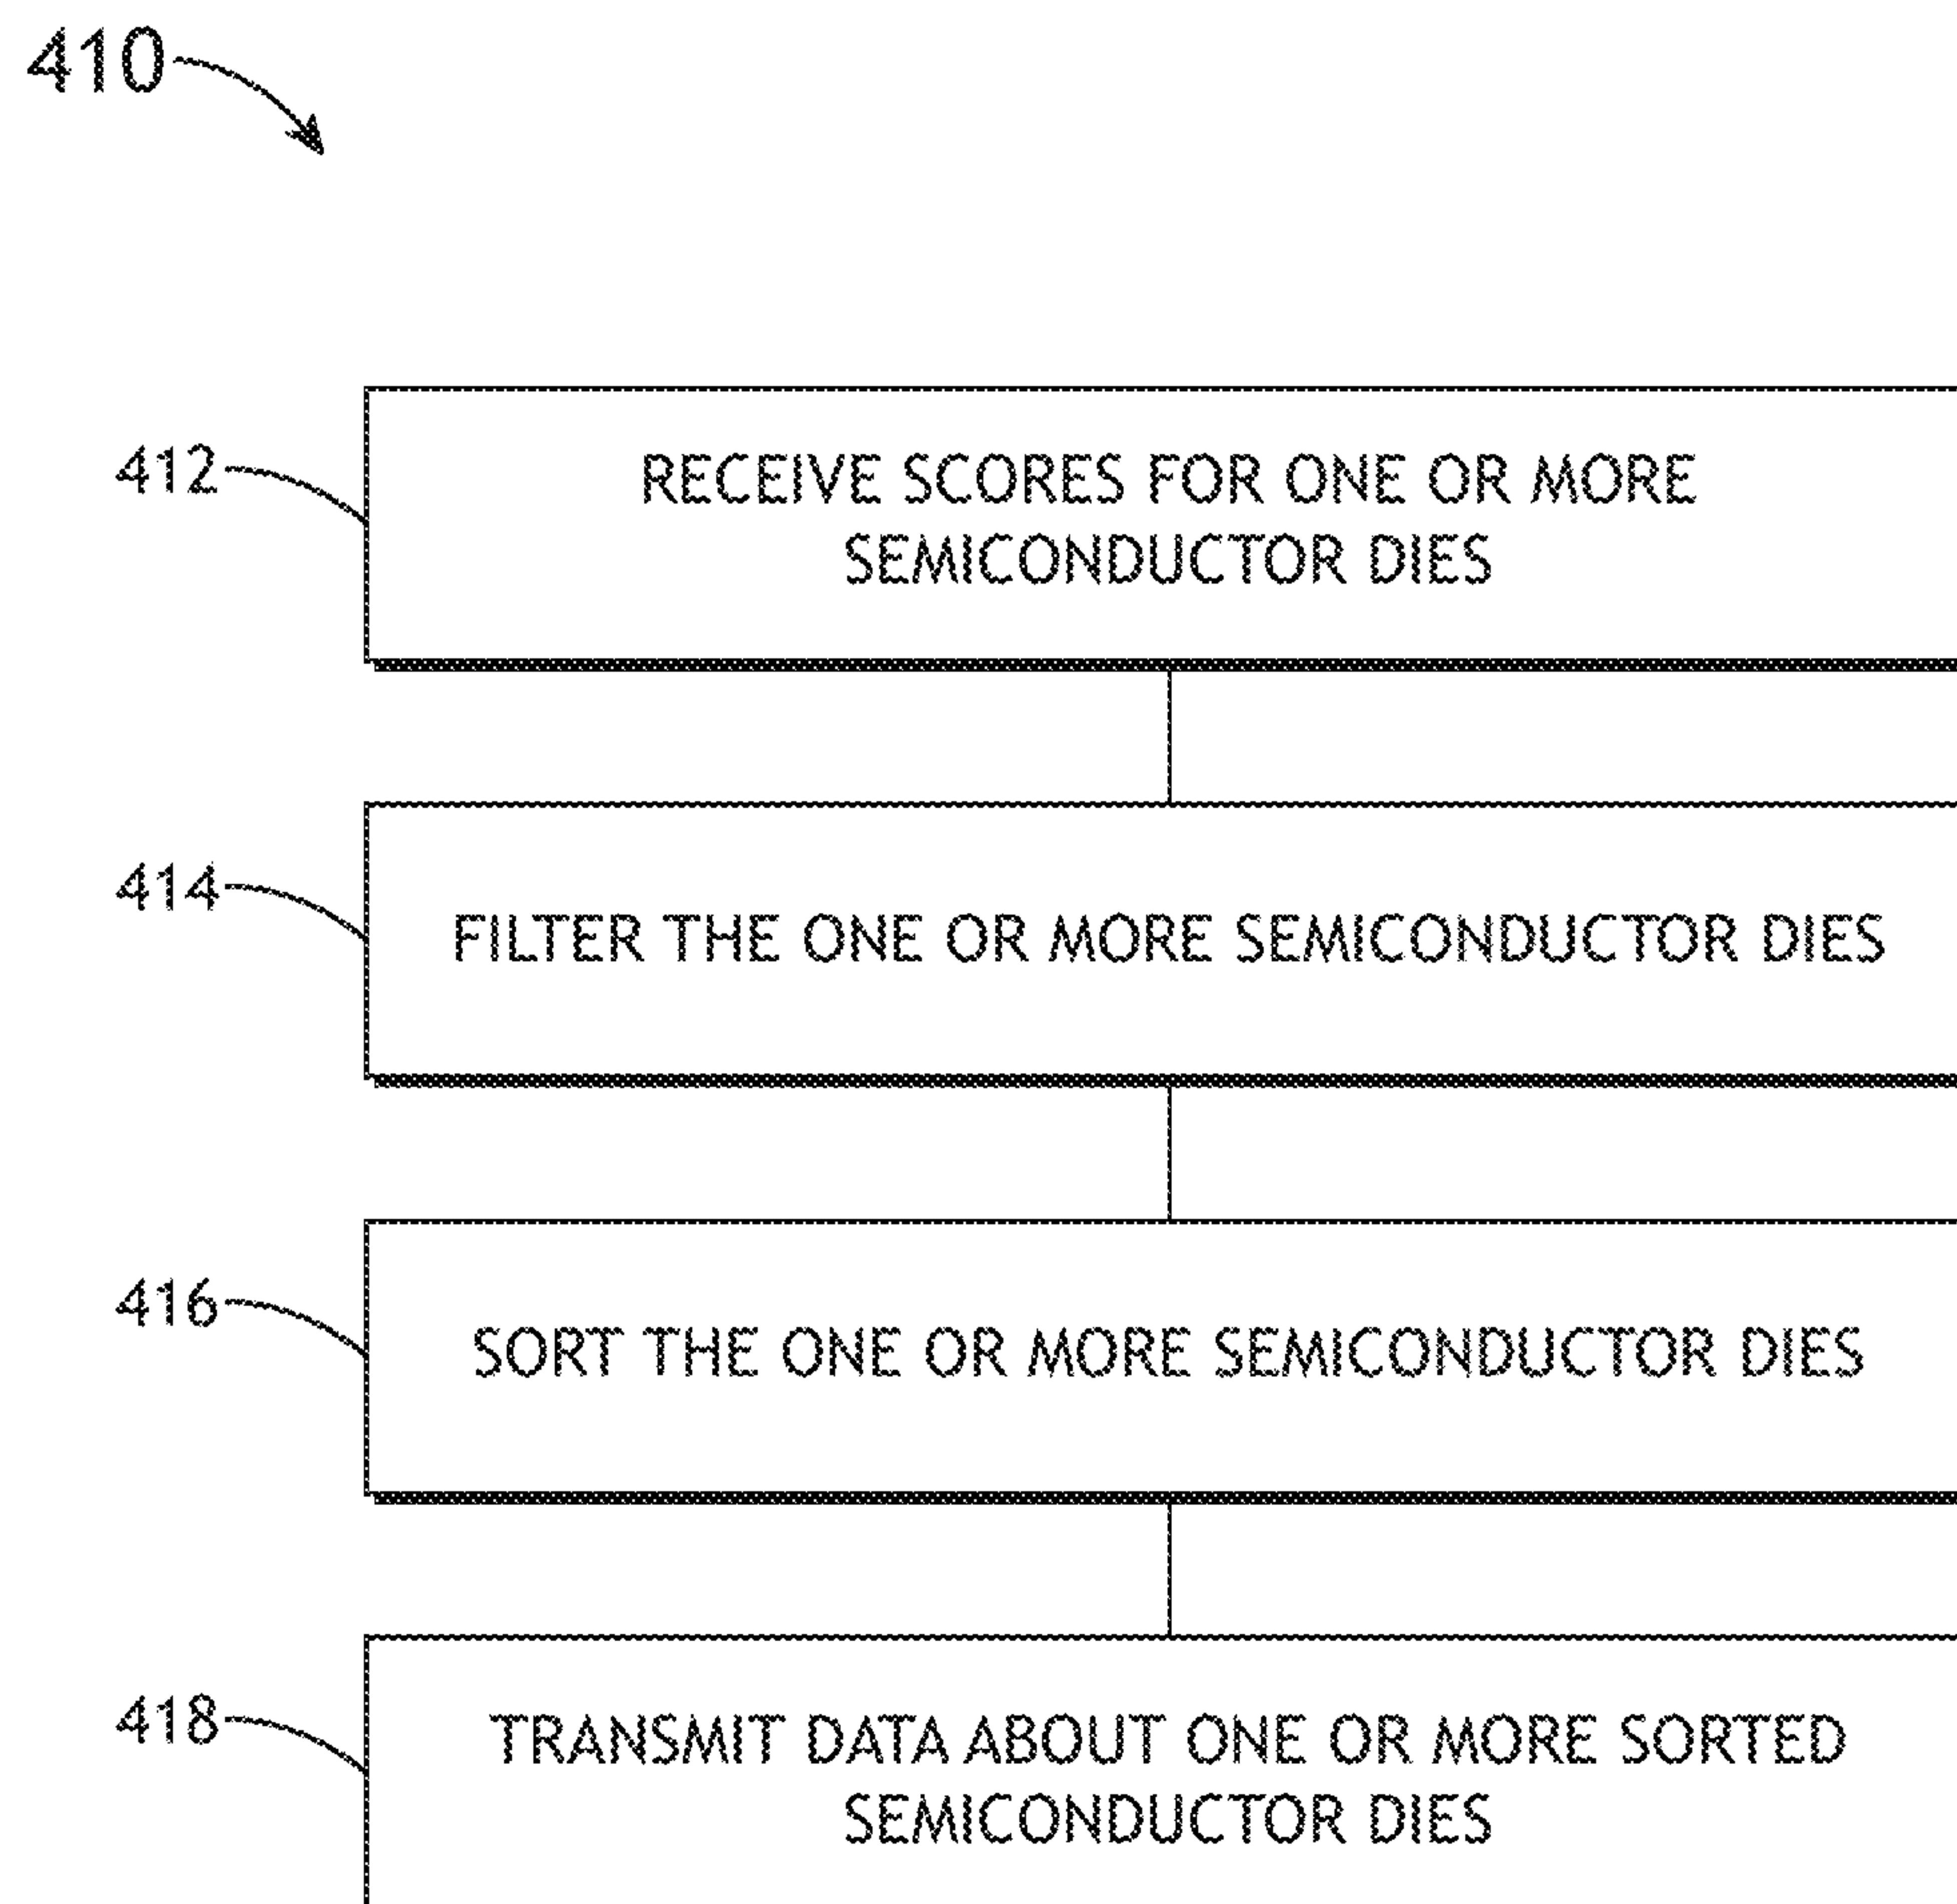 410
412
RECEIVE SCORES FOR ONE OR MORE
SEMICONDUCTOR DIES
414
FILTER THE ONE OR MORE SEMICONDUCTOR DIES
416
SORT THE ONE OR MORE SEMICONDUCTOR DIES
418
TRANSMIT DATA ABOUT ONE OR MORE SORTED
SEMICONDUCTOR DIES